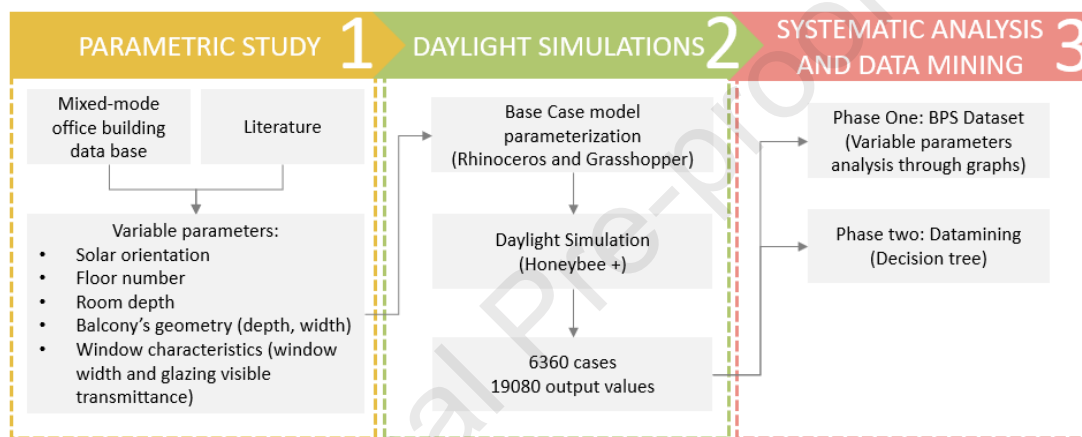 PARAMETRIC STUDY 1
DAYLIGHT SIMULATIONS 2
SYSTEMATIC ANALYSIS
AND DATA MINING 3
Mixed-mode
office building
data base
Literature
Variable parameters:
• Solar orientation
• Floor number
• Room depth
• Balcony's geometry (depth, width)
• Window characteristics (window
width and glazing visible
transmittance)
Base Case model
parameterization
(Rhinoceros and Grasshopper)
Daylight Simulation
(Honeybee +)
6360 cases
19080 output values
Phase One: BPS Dataset
(Variable parameters
analysis through graphs)
Phase two: Datamining
(Decision tree)
al Pre-proo